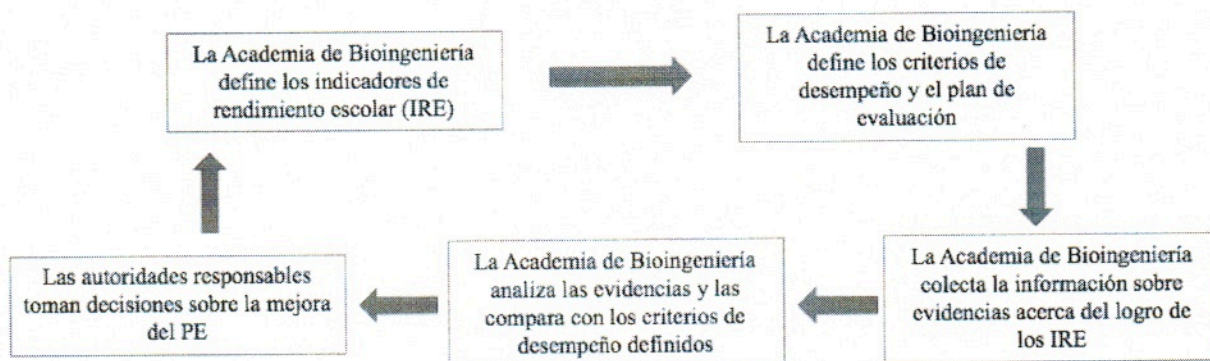 La Academia de Bioingeniería
define los indicadores de
rendimiento escolar (IRE)
La Academia de Bioingeniería
define los criterios de
desempeño y el plan de
evaluación
La Academia de Bioingeniería
colecta la información sobre
evidencias acerca del logro de
los IRE
La Academia de Bioingeniería
analiza las evidencias y las
compara con los criterios de
desempeño definidos
Las autoridades responsables
toman decisiones sobre la mejora
del PE